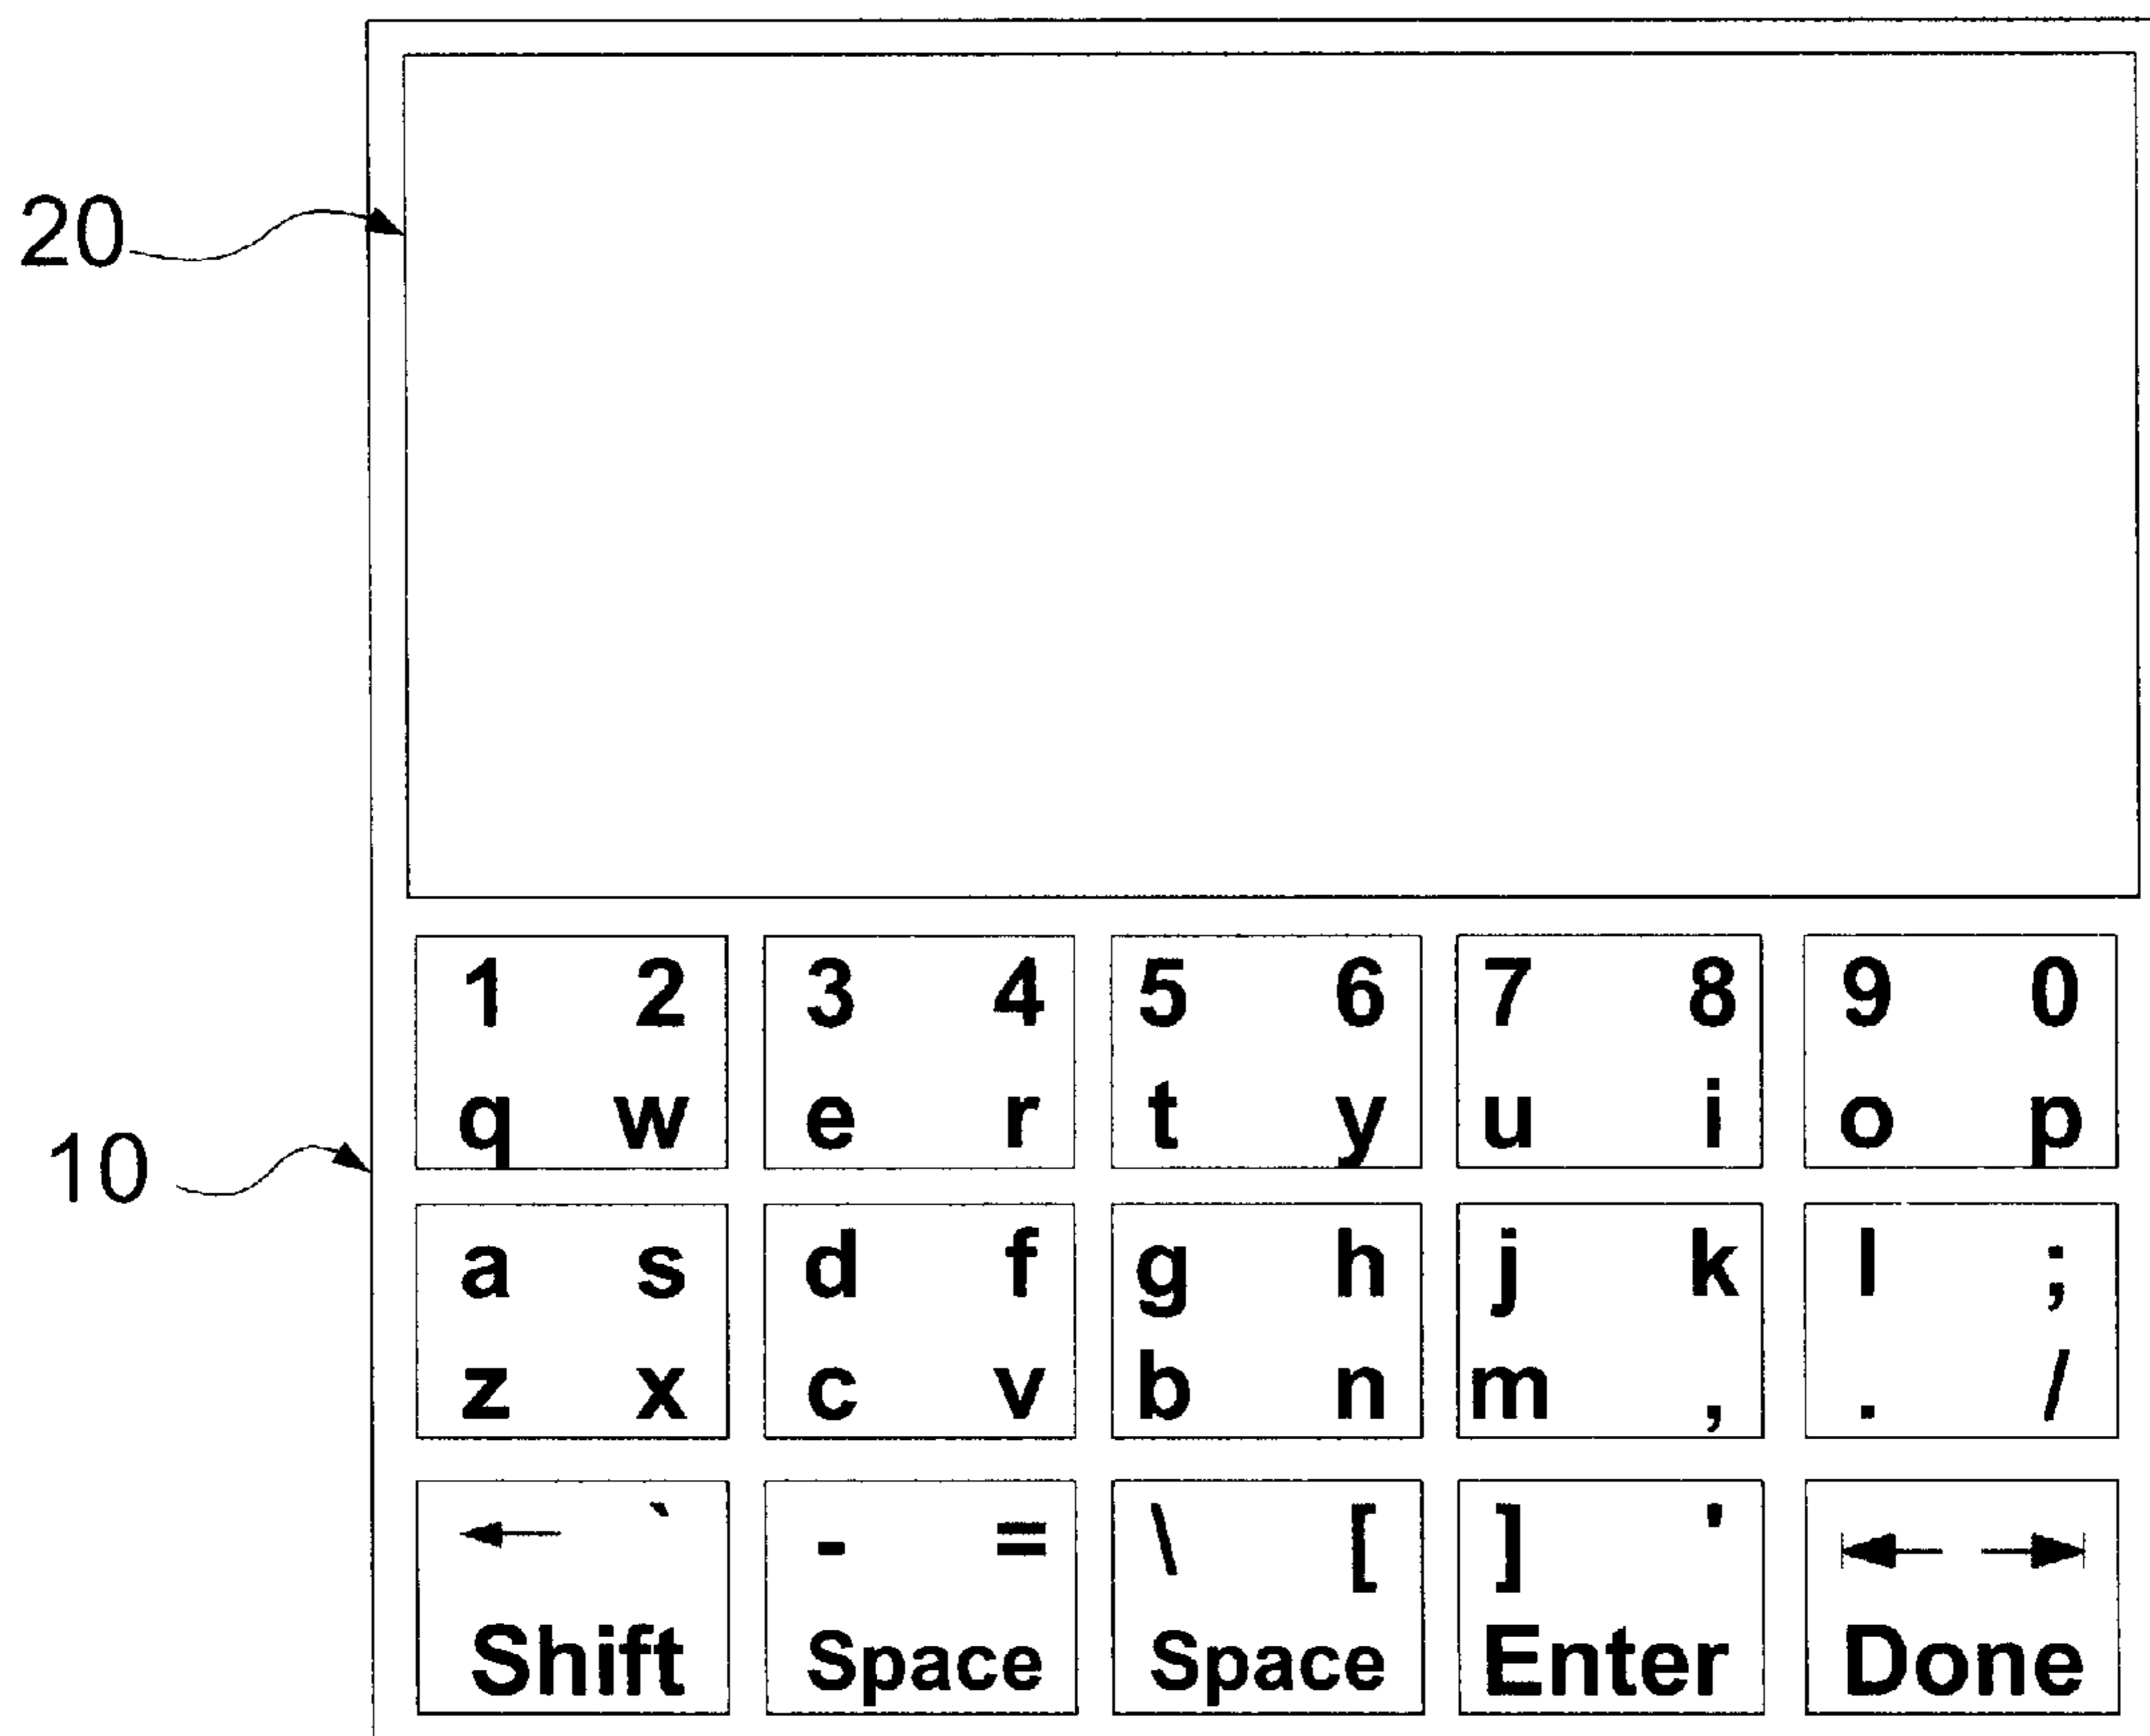 20
1 2 3 4 5 6 7 8 9 0
q w e r t y u i o p
10
a s d f g h j k l ;
z x c v b n m , . /
← ` - = \ [ ] '
Shift Space Space Enter Done